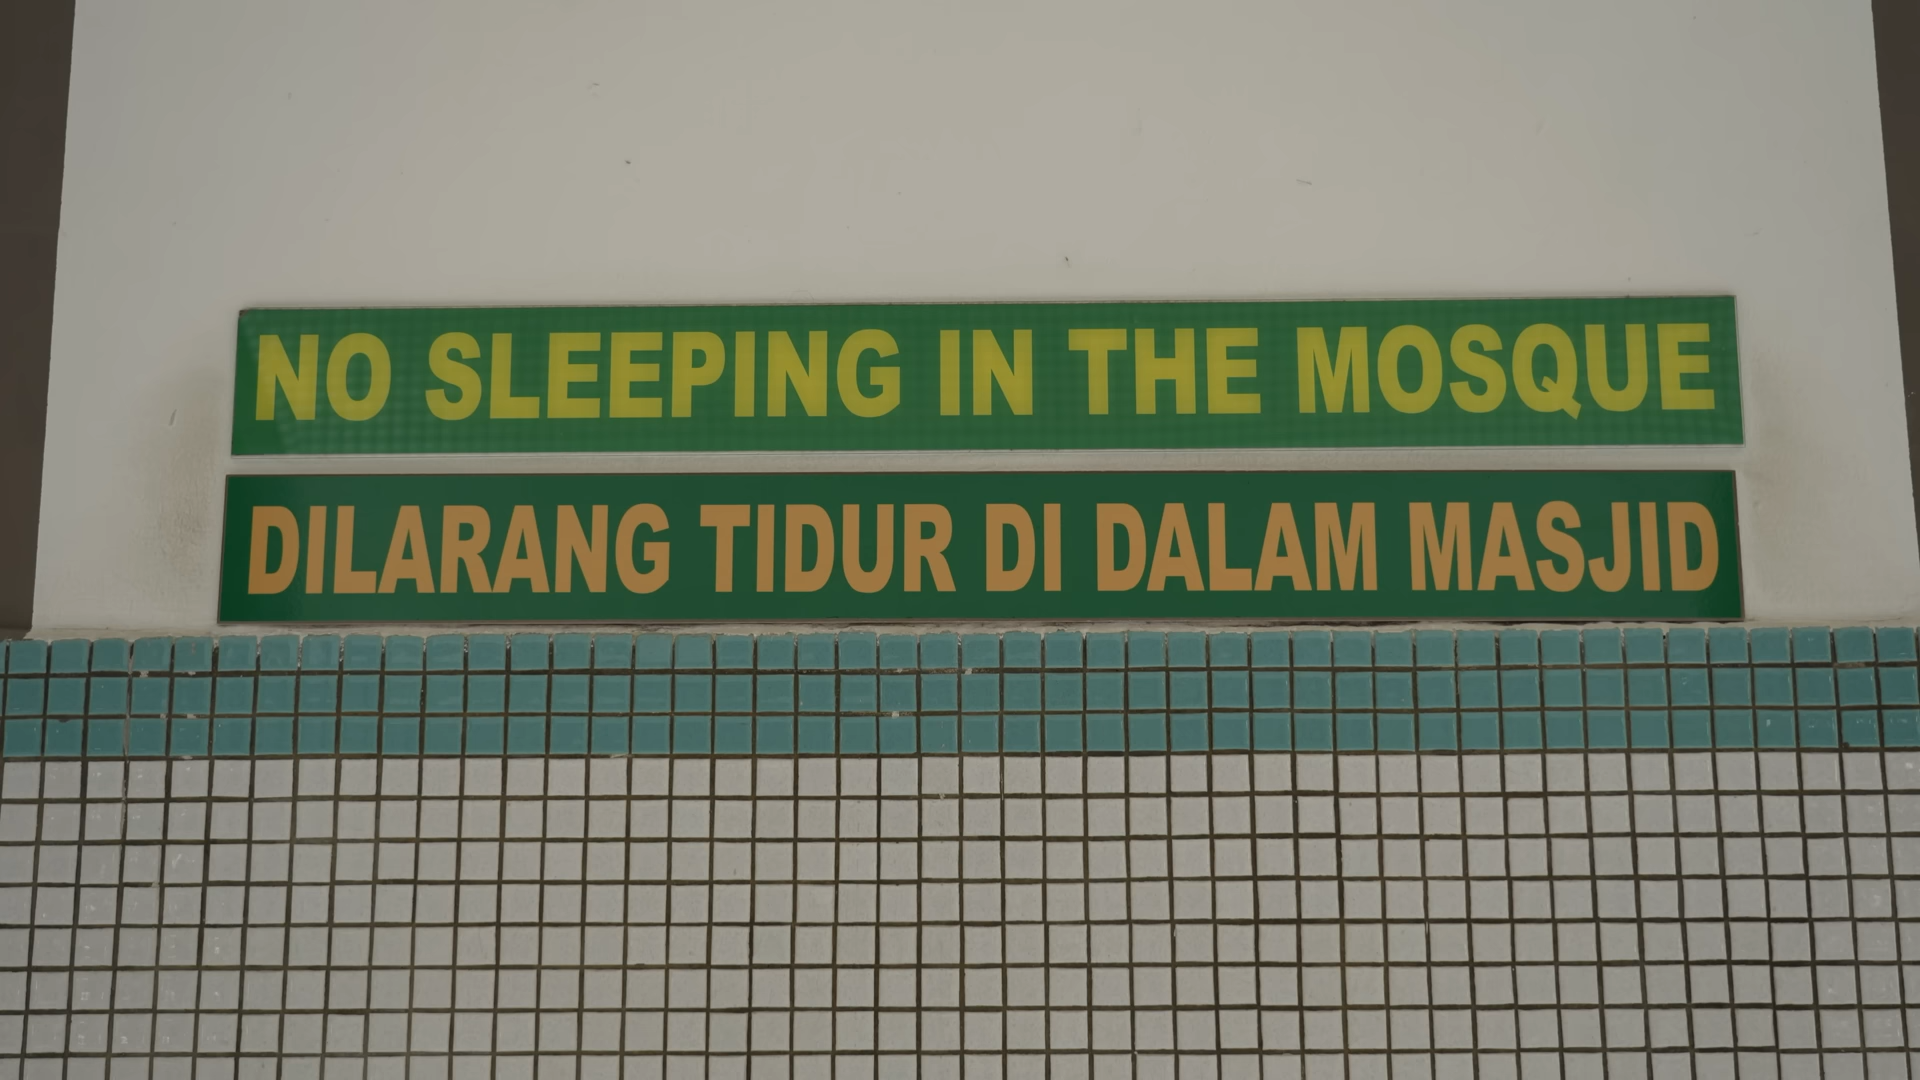 NO SLEEPING IN THE MOSQUE
DILARANG TIDUR DI DALAM MASJID